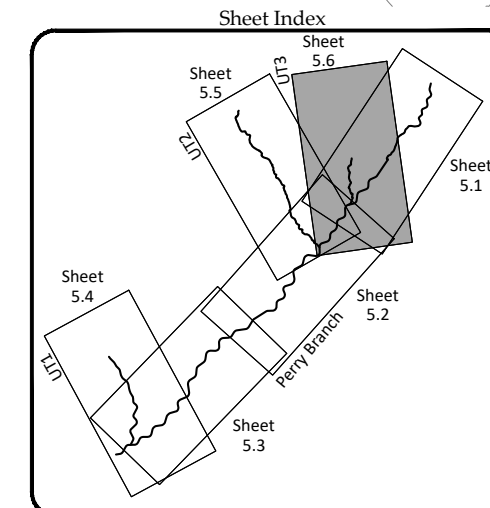 Sheet Index
Sheet
5.6
UT3
Sheet
5.5
UT2
Sheet
5.1
Sheet
5.4
UT1
Sheet
5.2
Perry Branch
Sheet
5.3